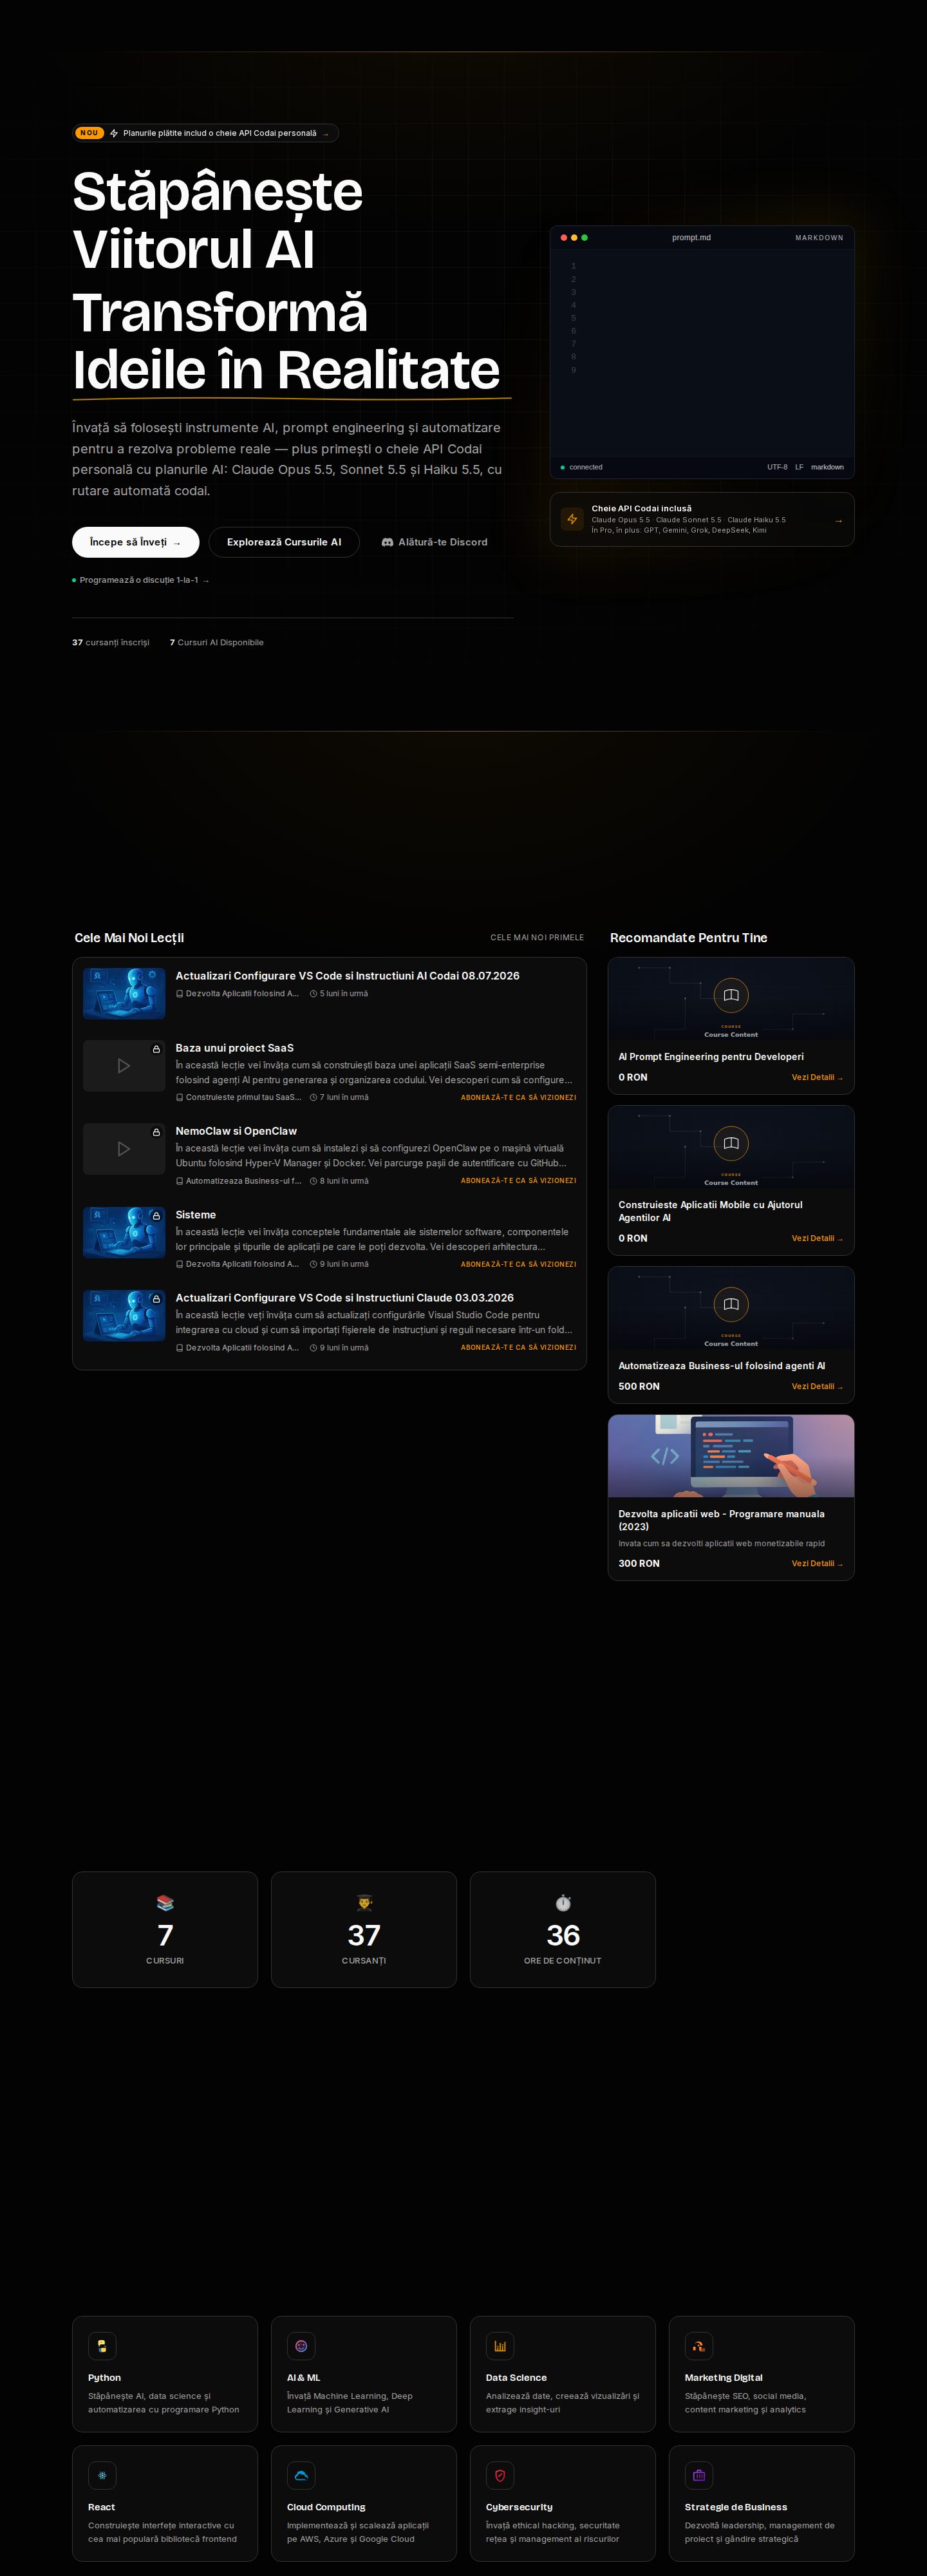 NOU Planurile plătite includ o cheie API Codai personală →
Stăpânește
Viitorul AI
Transformă
Ideile în Realitate
Învață să folosești instrumente AI, prompt engineering și automatizare
pentru a rezolva probleme reale — plus primești o cheie API Codai
personală cu planurile AI: Claude Opus 5.5, Sonnet 5.5 și Haiku 5.5, cu
rutare automată codai.
Începe să Înveți →
Explorează Cursurile AI
Alătură-te Discord
Programează o discuție 1-la-1 →
37 cursanți înscriși
7 Cursuri AI Disponibile
prompt.md
MARKDOWN
1
2
3
4
5
6
7
8
9
connected
UTF-8 LF markdown
Cheie API Codai inclusă
Claude Opus 5.5 · Claude Sonnet 5.5 · Claude Haiku 5.5
În Pro, în plus: GPT, Gemini, Grok, DeepSeek, Kimi
→
Cele Mai Noi Lecții
CELE MAI NOI PRIMELE
Actualizari Configurare VS Code si Instructiuni AI Codai 08.07.2026
Dezvolta Aplicatii folosind A... 5 luni în urmă
Baza unui proiect SaaS
În această lecție vei învăța cum să construiești baza unei aplicații SaaS semi-enterprise
folosind agenți AI pentru generarea și organizarea codului. Vei descoperi cum să configure...
Construieste primul tau SaaS... 7 luni în urmă ABONEAZĂ-TE CA SĂ VIZIONEZI
NemoClaw si OpenClaw
În această lecție vei învăța cum să instalezi și să configurezi OpenClaw pe o mașină virtuală
Ubuntu folosind Hyper-V Manager și Docker. Vei parcurge pașii de autentificare cu GitHub...
Automatizeaza Business-ul f... 8 luni în urmă ABONEAZĂ-TE CA SĂ VIZIONEZI
Sisteme
În această lecție vei învăța conceptele fundamentale ale sistemelor software, componentele
lor principale și tipurile de aplicații pe care le poți dezvolta. Vei descoperi arhitectura...
Dezvolta Aplicatii folosind A... 9 luni în urmă ABONEAZĂ-TE CA SĂ VIZIONEZI
Actualizari Configurare VS Code si Instructiuni Claude 03.03.2026
În această lecție veți învăța cum să actualizați configurările Visual Studio Code pentru
integrarea cu cloud și cum să importați fișierele de instrucțiuni și reguli necesare într-un fold...
Dezvolta Aplicatii folosind A... 9 luni în urmă ABONEAZĂ-TE CA SĂ VIZIONEZI
Recomandate Pentru Tine
COURSE
Course Content
AI Prompt Engineering pentru Developeri
0 RON Vezi Detalii →
COURSE
Course Content
Construieste Aplicatii Mobile cu Ajutorul
Agentilor AI
0 RON Vezi Detalii →
COURSE
Course Content
Automatizeaza Business-ul folosind agenti AI
500 RON Vezi Detalii →
Dezvolta aplicatii web - Programare manuala
(2023)
Invata cum sa dezvolti aplicatii web monetizabile rapid
300 RON Vezi Detalii →
7
CURSURI
37
CURSANȚI
36
ORE DE CONȚINUT
Python
Stăpânește AI, data science și
automatizarea cu programare Python
AI & ML
Învață Machine Learning, Deep
Learning și Generative AI
Data Science
Analizează date, creează vizualizări și
extrage insight-uri
Marketing Digital
Stăpânește SEO, social media,
content marketing și analytics
React
Construiește interfețe interactive cu
cea mai populară bibliotecă frontend
Cloud Computing
Implementează și scalează aplicații
pe AWS, Azure și Google Cloud
Cybersecurity
Învață ethical hacking, securitate
rețea și management al riscurilor
Strategie de Business
Dezvoltă leadership, management de
proiect și gândire strategică